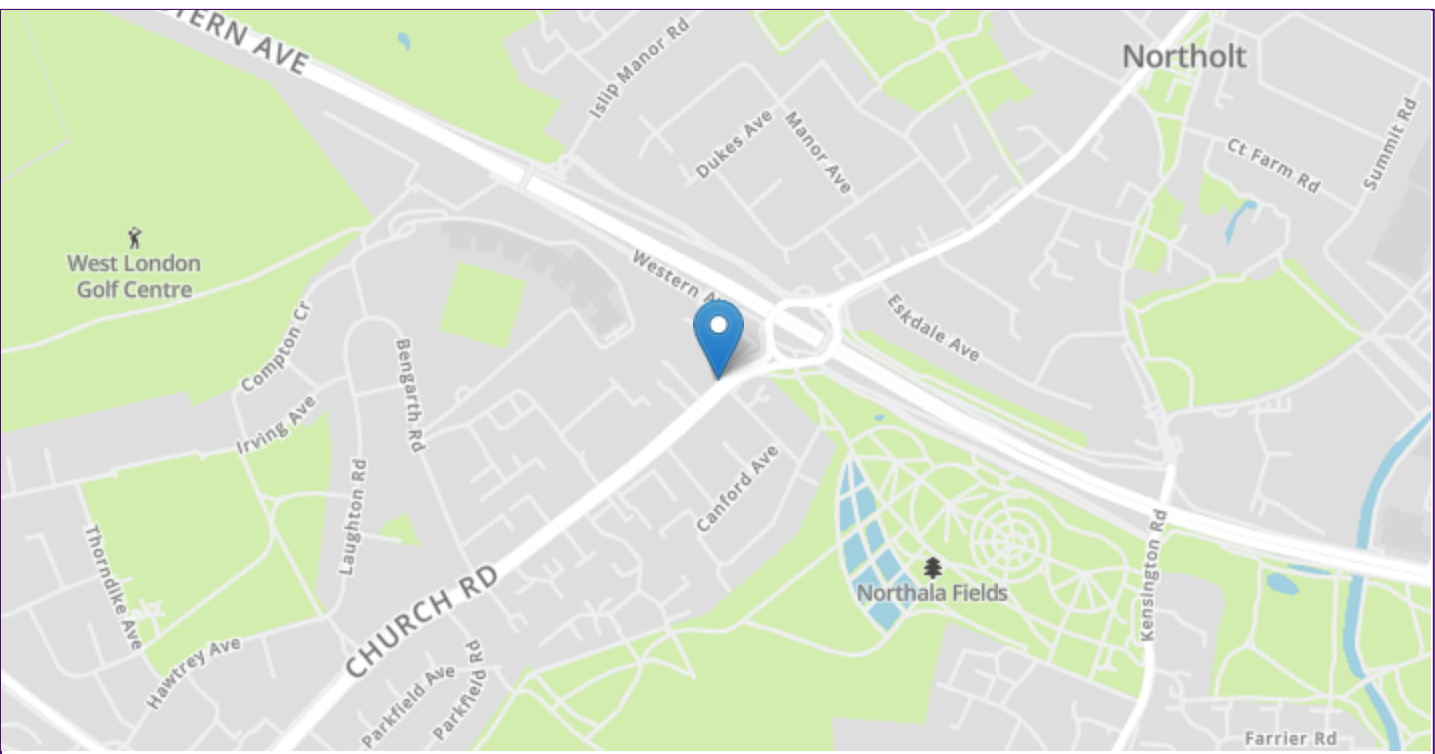 TERN AVE
Islip Manor Rd
Northolt
Dukes Ave
Manor Ave
Ct Farm Rd
Summit Rd
West London
Golf Centre
Western Av
Compton Cr
Bengarth Rd
Eskdale Ave
Irving Ave
Laughton Rd
Canford Ave
Thorndike Ave
Kensington Rd
Northala Fields
CHURCH RD
Hawtrey Ave
Parkfield Ave
Parkfield Rd
Farrier Rd